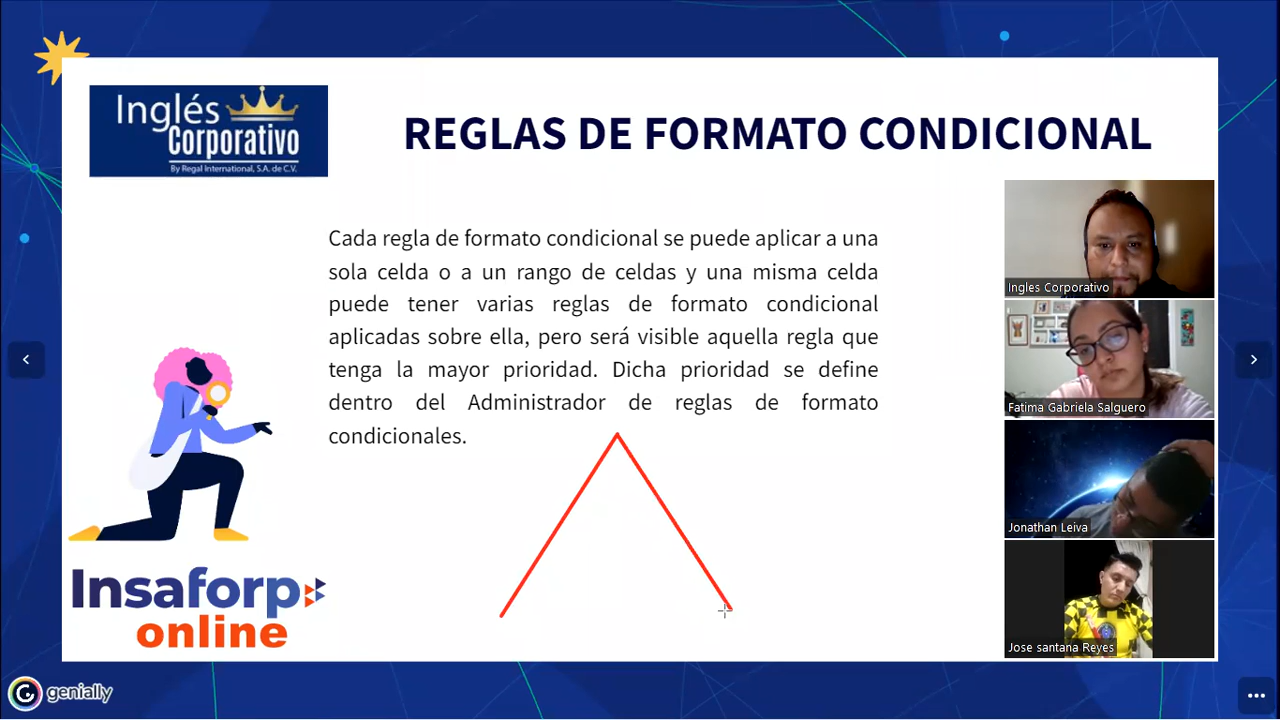 Inglés
Corporativo
By Regal International, S.A. de C.V.
REGLAS DE FORMATO CONDICIONAL
Cada regla de formato condicional se puede aplicar a una
sola celda o a un rango de celdas y una misma celda
puede tener varias reglas de formato condicional
aplicadas sobre ella, pero será visible aquella regla que
tenga la mayor prioridad. Dicha prioridad se define
dentro del Administrador de reglas de formato
condicionales.
Ingles Corporativo
Fatima Gabriela Salguero
Jonathan Leiva
Jose santana Reyes
Insaforp
online
genially